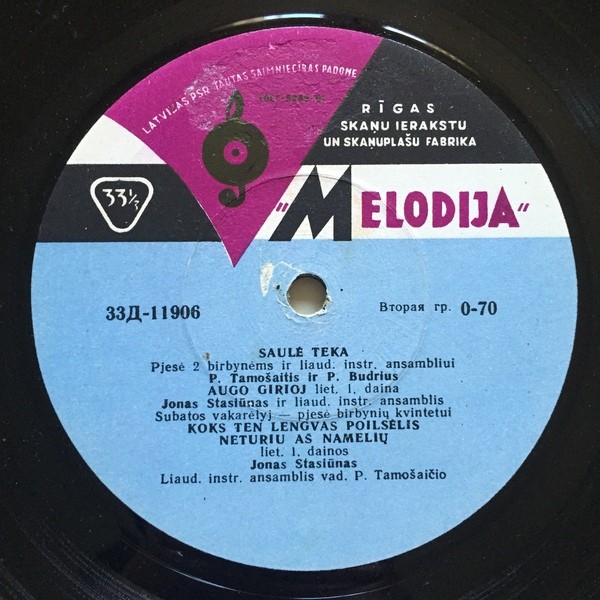 LATVIJAS PSR TAUTAS SAIMNIECĪBAS PADOME
RĪGAS
SKAŅU IERAKSTU
UN SKAŅUPLAŠU FABRIKA
33⅓
"MELODIJA"
33Д-11906
Вторая гр. 0-70
SAULĖ TEKA
Pjesė 2 birbynėms ir liaud. instr. ansambliui
P. Tamošaitis ir P. Budrius
AUGO GIRIOJ liet. l. daina
Jonas Stasiūnas ir liaud. instr. ansamblis
Subatos vakarėlyj — pjesė birbynių kvintetui
KOKS TEN LENGVAS POILSĖLIS
NETURIU AŠ NAMELIŲ
liet. l. dainos
Jonas Stasiūnas
Liaud. instr. ansamblis vad. P. Tamošaičio